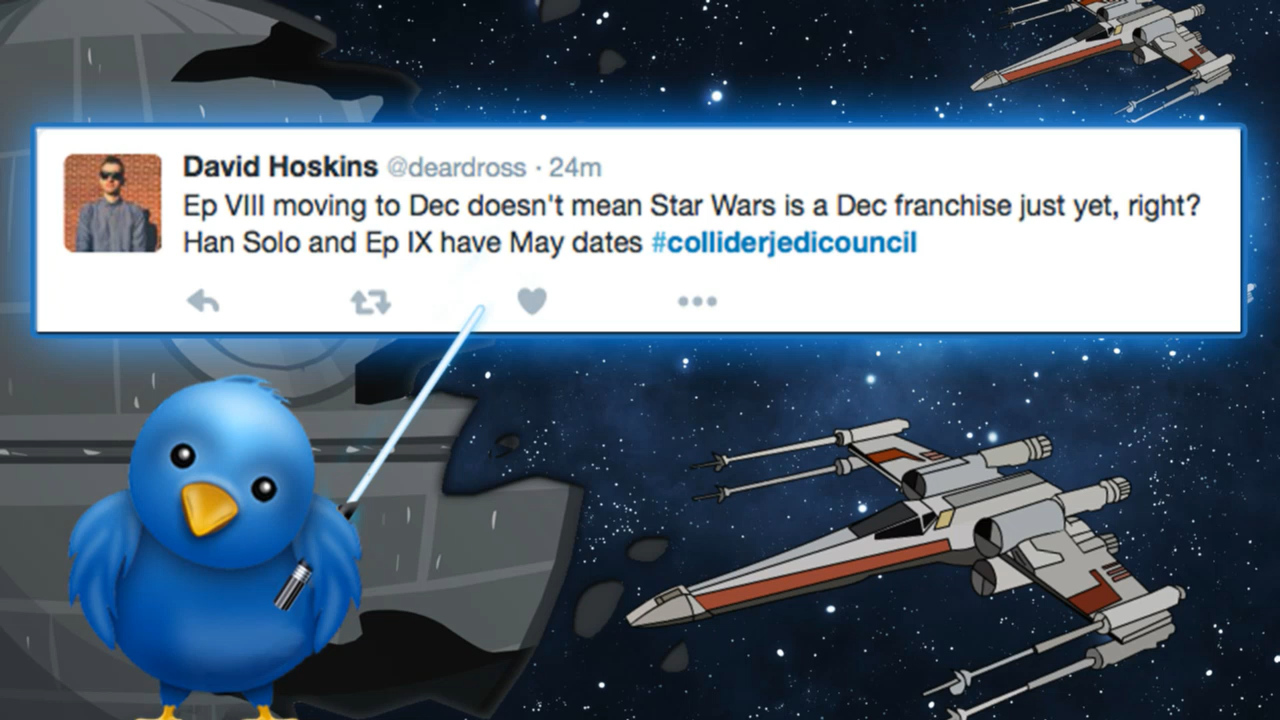 David Hoskins @deardross · 24m
Ep VIII moving to Dec doesn't mean Star Wars is a Dec franchise just yet, right?
Han Solo and Ep IX have May dates #colliderjedicouncil